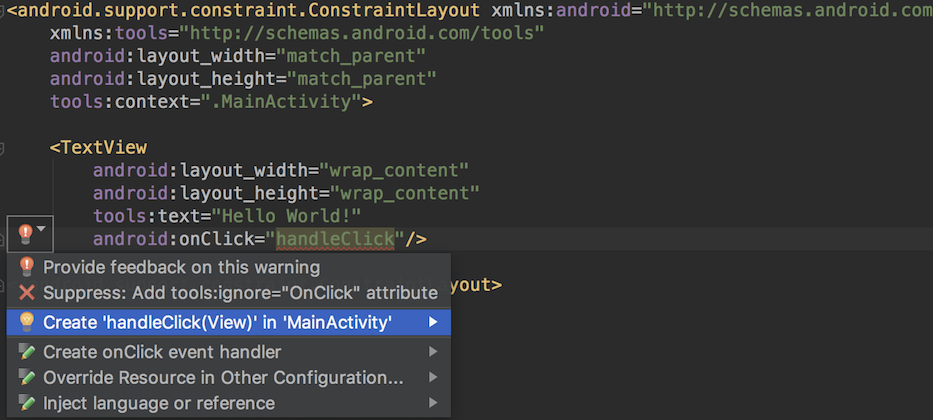 <android.support.constraint.ConstraintLayout xmlns:android="http://schemas.android.com
xmlns:tools="http://schemas.android.com/tools"
android:layout_width="match_parent"
android:layout_height="match_parent"
tools:context=".MainActivity">
<TextView
android:layout_width="wrap_content"
android:layout_height="wrap_content"
tools:text="Hello World!"
android:onClick="handleClick"/>
Provide feedback on this warning
yout>
Suppress: Add tools:ignore="OnClick" attribute
Create 'handleClick(View)' in 'MainActivity'
Create onClick event handler
Override Resource in Other Configuration...
Inject language or reference